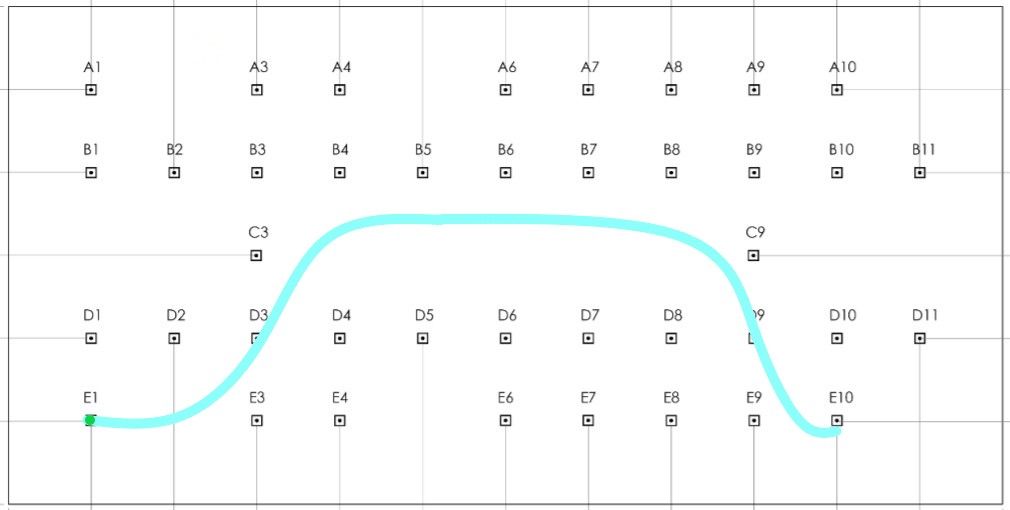 A1 A3 A4 A6 A7 A8 A9 A10
B1 B2 B3 B4 B5 B6 B7 B8 B9 B10 B11
C3 C9
D1 D2 D3 D4 D5 D6 D7 D8 D9 D10 D11
E1 E3 E4 E6 E7 E8 E9 E10